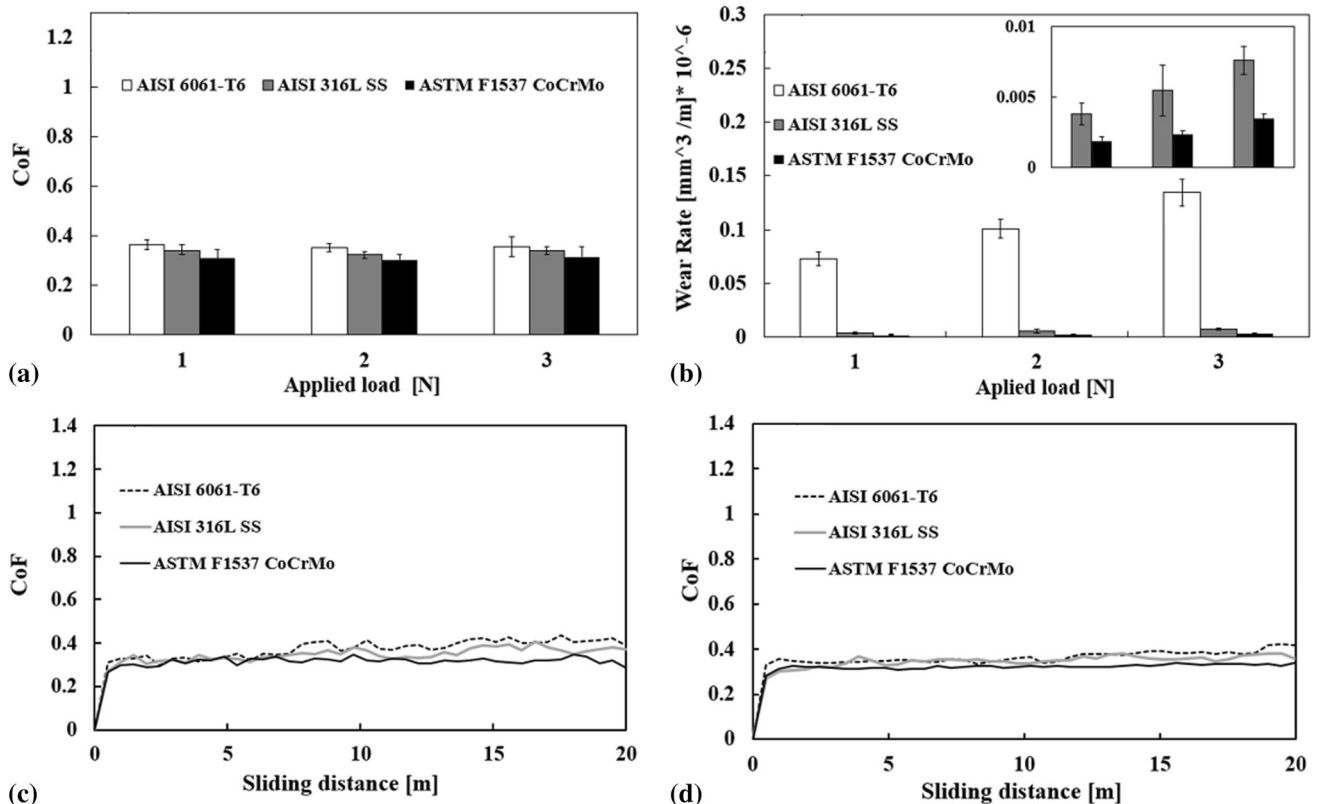 1.2
1
0.8
0.6
0.4
0.2
0
CoF
AISI 6061-T6 AISI 316L SS ASTM F1537 CoCrMo
1 2 3
Applied load [N]
(a)
0.3
0.25
0.2
0.15
0.1
0.05
0
Wear Rate [mm^3 /m]* 10^-6
AISI 6061-T6
AISI 316L SS
ASTM F1537 CoCrMo
0.01
0.005
0
1 2 3
Aplied load [N]
(b)
1.4
1.2
1
0.8
0.6
0.4
0.2
0
CoF
AISI 6061-T6
AISI 316L SS
ASTM F1537 CoCrMo
0 5 10 15 20
Sliding distance [m]
(c)
1.4
1.2
1
0.8
0.6
0.4
0.2
0
CoF
AISI 6061-T6
AISI 316L SS
ASTM F1537 CoCrMo
0 5 10 15 20
Sliding distance [m]
(d)